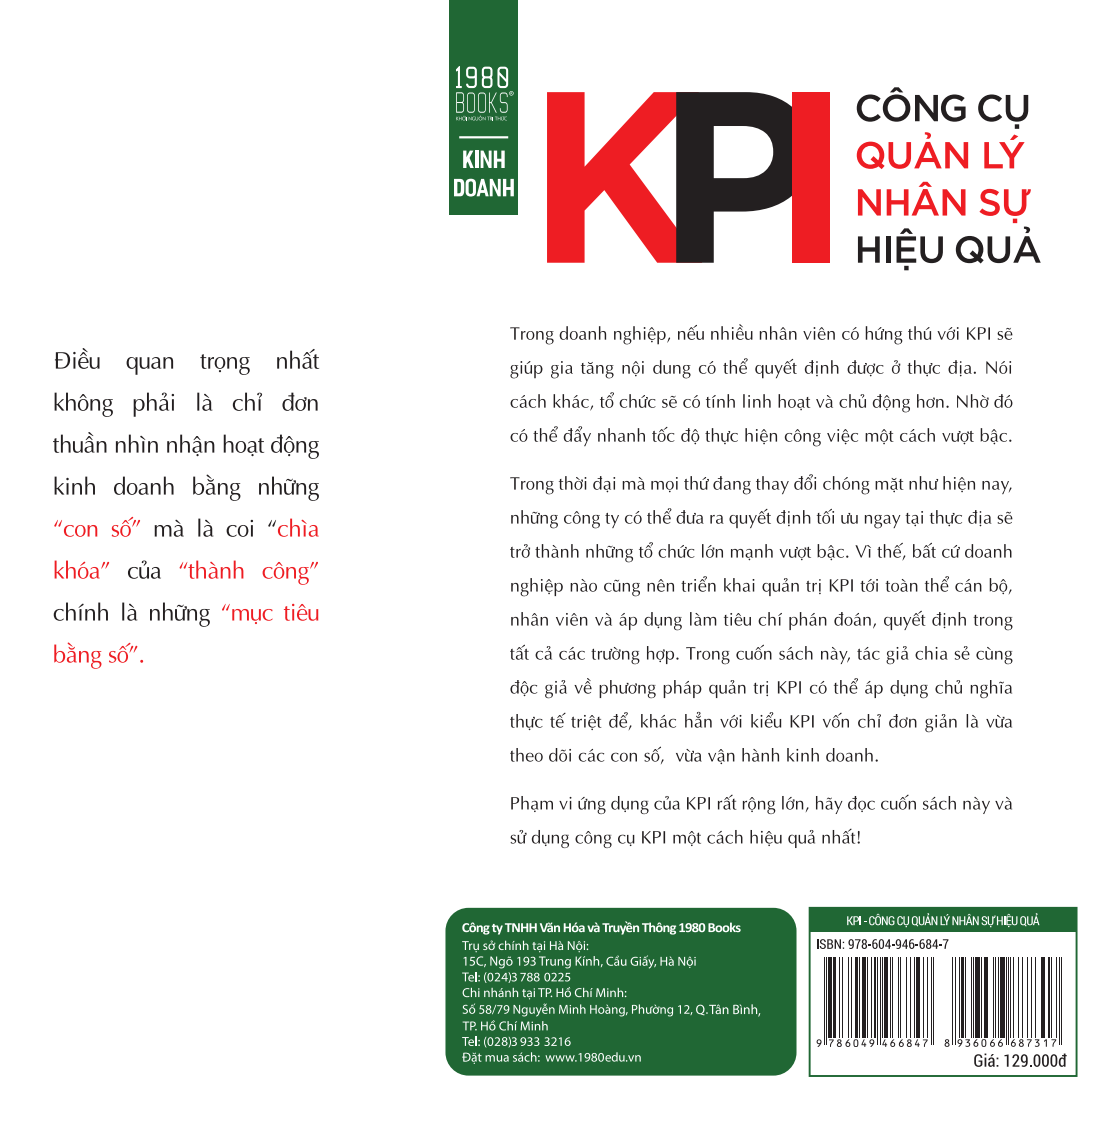 1980
BOOKS®
KHƠI NGUỒN TRI THỨC
KINH
DOANH
KPI
CÔNG CỤ
QUẢN LÝ
NHÂN SỰ
HIỆU QUẢ
Điều quan trọng nhất
không phải là chỉ đơn
thuần nhìn nhận hoạt động
kinh doanh bằng những
“con số” mà là coi “chìa
khóa” của “thành công”
chính là những “mục tiêu
bằng số”.
Trong doanh nghiệp, nếu nhiều nhân viên có hứng thú với KPI sẽ
giúp gia tăng nội dung có thể quyết định được ở thực địa. Nói
cách khác, tổ chức sẽ có tính linh hoạt và chủ động hơn. Nhờ đó
có thể đẩy nhanh tốc độ thực hiện công việc một cách vượt bậc.
Trong thời đại mà mọi thứ đang thay đổi chóng mặt như hiện nay,
những công ty có thể đưa ra quyết định tối ưu ngay tại thực địa sẽ
trở thành những tổ chức lớn mạnh vượt bậc. Vì thế, bất cứ doanh
nghiệp nào cũng nên triển khai quản trị KPI tới toàn thể cán bộ,
nhân viên và áp dụng làm tiêu chí phán đoán, quyết định trong
tất cả các trường hợp. Trong cuốn sách này, tác giả chia sẻ cùng
độc giả về phương pháp quản trị KPI có thể áp dụng chủ nghĩa
thực tế triệt để, khác hẳn với kiểu KPI vốn chỉ đơn giản là vừa
theo dõi các con số, vừa vận hành kinh doanh.
Phạm vi ứng dụng của KPI rất rộng lớn, hãy đọc cuốn sách này và
sử dụng công cụ KPI một cách hiệu quả nhất!
Công ty TNHH Văn Hóa và Truyền Thông 1980 Books
Trụ sở chính tại Hà Nội:
15C, Ngõ 193 Trung Kính, Cầu Giấy, Hà Nội
Tel: (024)3 788 0225
Chi nhánh tại TP. Hồ Chí Minh:
Số 58/79 Nguyễn Minh Hoàng, Phường 12, Q.Tân Bình,
TP. Hồ Chí Minh
Tel: (028)3 933 3216
Đặt mua sách: www.1980edu.vn
KPI - CÔNG CỤ QUẢN LÝ NHÂN SỰ HIỆU QUẢ
ISBN: 978-604-946-684-7
9 786049 466847
8 936066 687317
Giá: 129.000đ